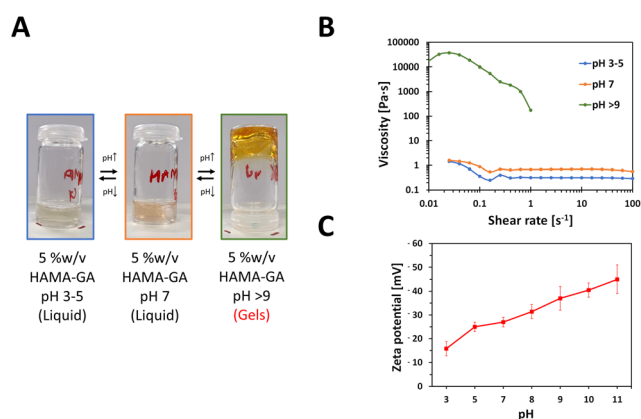 A
pH↑
pH↓
pH↑
pH↓
HAM
5 %w/v
HAMA-GA
pH 3-5
(Liquid)
5 %w/v
HAMA-GA
pH 7
(Liquid)
5 %w/v
HAMA-GA
pH >9
(Gels)
B
Viscosity [Pa·s]
100000
10000
1000
100
10
1
0.1
0.01
0.1
1
10
100
Shear rate [s⁻¹]
pH 3-5
pH 7
pH >9
C
Zeta potential [mV]
- 60
- 50
- 40
- 30
- 20
- 10
0
3
5
7
8
9
10
11
pH